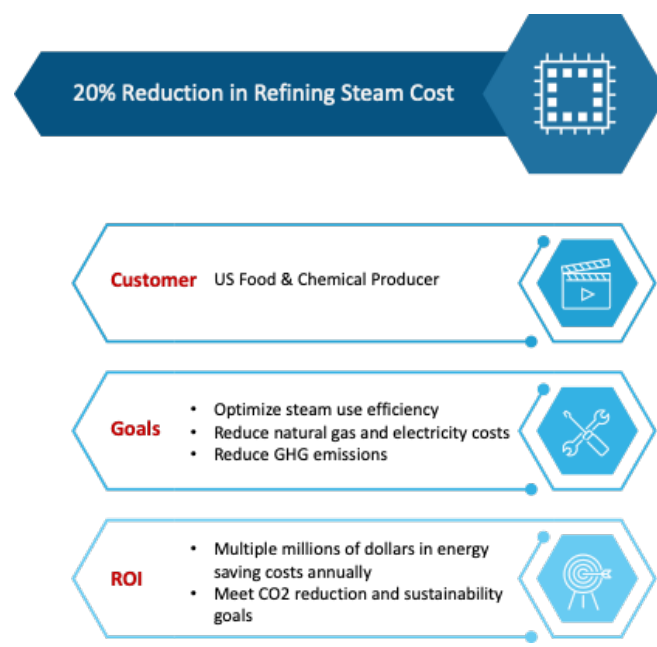 20% Reduction in Refining Steam Cost
Customer US Food & Chemical Producer
Goals
• Optimize steam use efficiency
• Reduce natural gas and electricity costs
• Reduce GHG emissions
ROI
• Multiple millions of dollars in energy
saving costs annually
• Meet CO2 reduction and sustainability
goals